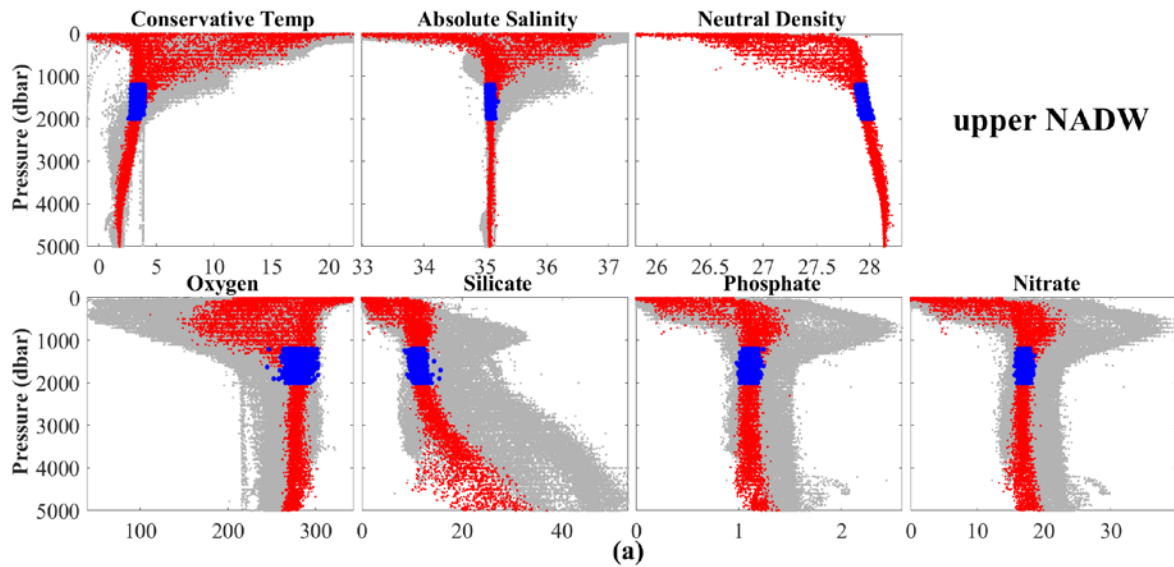 Conservative Temp
Absolute Salinity
Neutral Density
Pressure (dbar)
0
1000
2000
3000
4000
5000
0 5 10 15 20
33 34 35 36 37
26 26.5 27 27.5 28
upper NADW
Oxygen
Silicate
Phosphate
Nitrate
Pressure (dbar)
0
1000
2000
3000
4000
5000
100 200 300
0 20 40
0 1 2
0 10 20 30
(a)